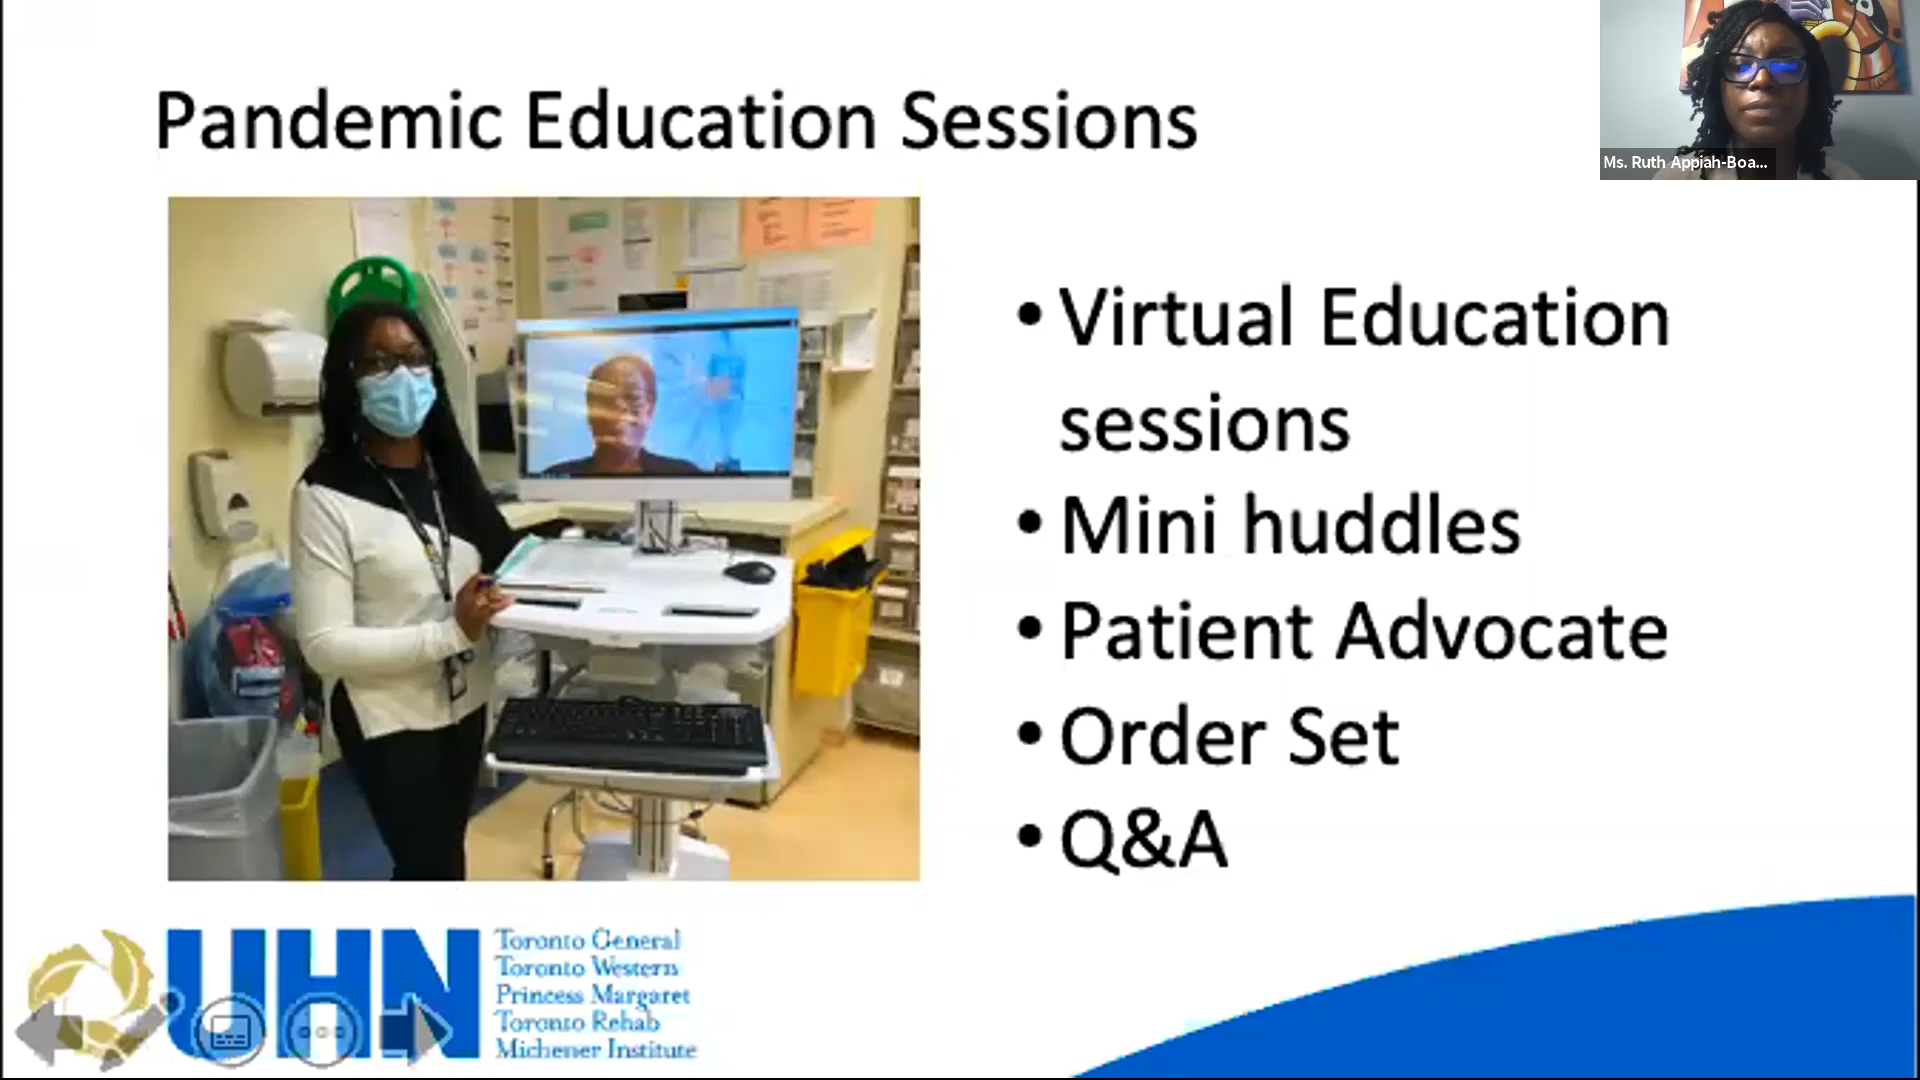 Pandemic Education Sessions
Ms. Ruth Appiah-Boa...
• Virtual Education
sessions
• Mini huddles
• Patient Advocate
• Order Set
• Q&A
UHN
Toronto General
Toronto Western
Princess Margaret
Toronto Rehab
Michener Institute